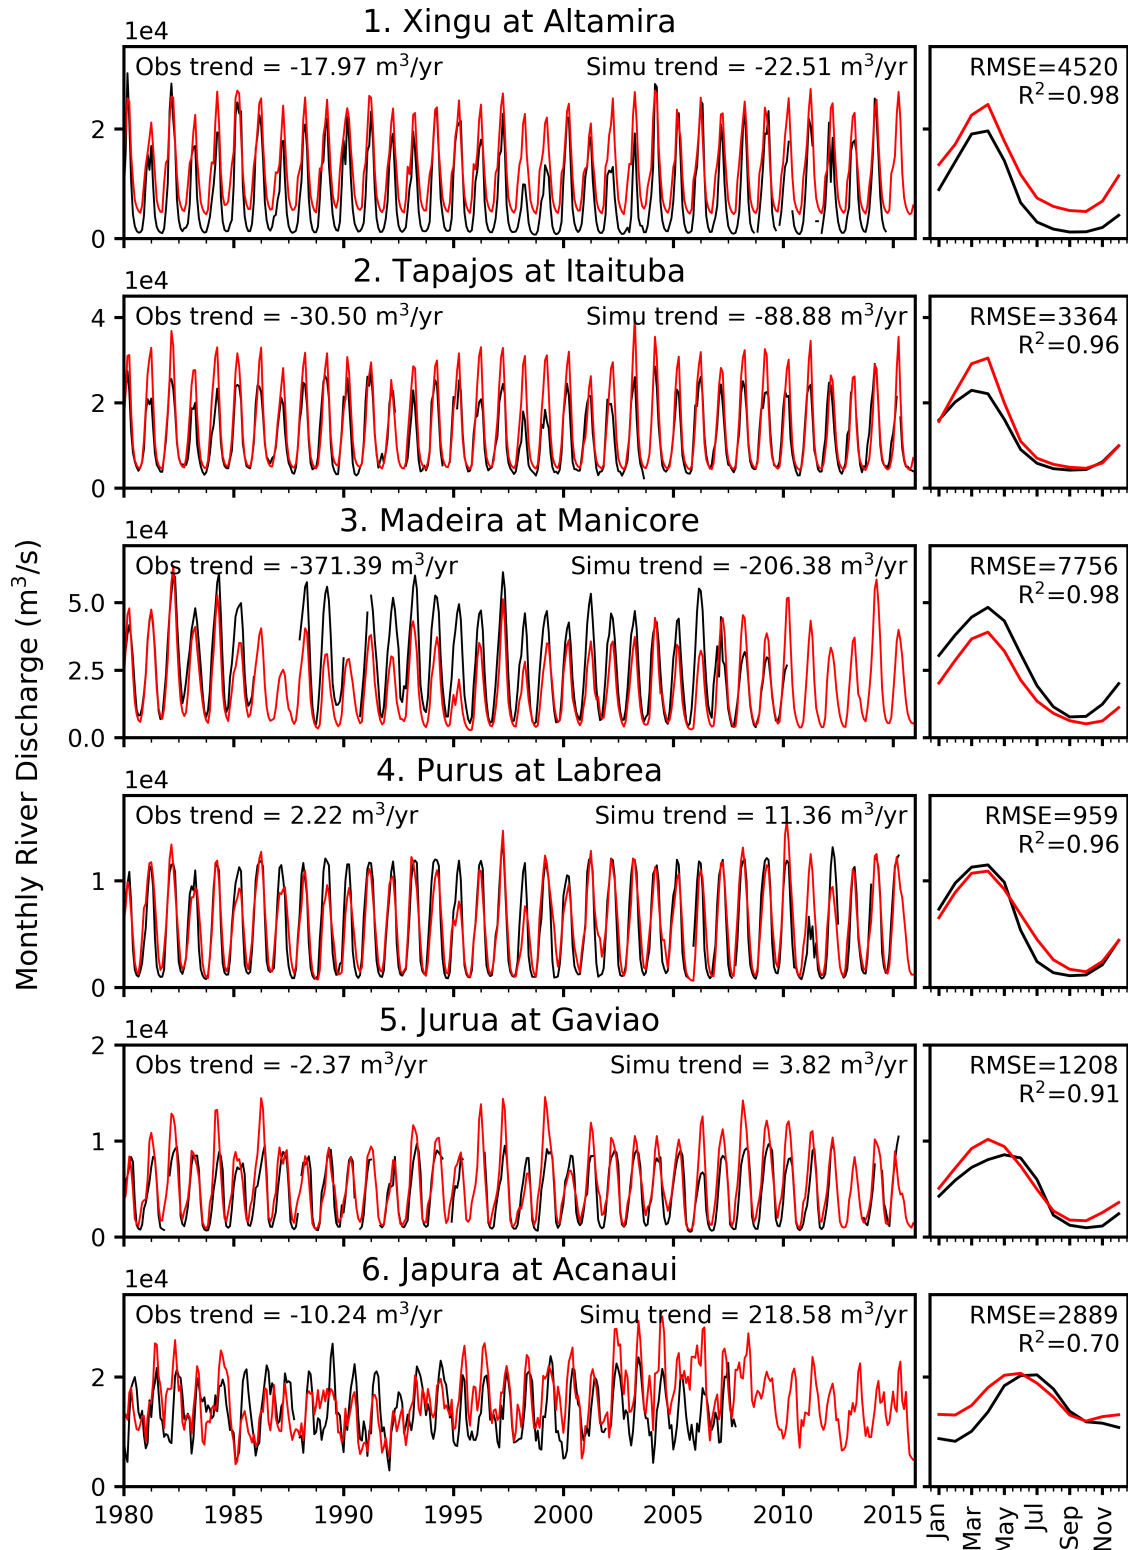 Monthly River Discharge (m³/s)
1. Xingu at Altamira
1e4
Obs trend = -17.97 m³/yr
Simu trend = -22.51 m³/yr
RMSE=4520
R²=0.98
2
0
2. Tapajos at Itaituba
1e4
Obs trend = -30.50 m³/yr
Simu trend = -88.88 m³/yr
RMSE=3364
R²=0.96
4
2
0
3. Madeira at Manicore
1e4
Obs trend = -371.39 m³/yr
Simu trend = -206.38 m³/yr
RMSE=7756
R²=0.98
5.0
2.5
0.0
4. Purus at Labrea
1e4
Obs trend = 2.22 m³/yr
Simu trend = 11.36 m³/yr
RMSE=959
R²=0.96
1
0
5. Jurua at Gaviao
1e4
Obs trend = -2.37 m³/yr
Simu trend = 3.82 m³/yr
RMSE=1208
R²=0.91
2
1
0
6. Japura at Acanaui
1e4
Obs trend = -10.24 m³/yr
Simu trend = 218.58 m³/yr
RMSE=2889
R²=0.70
2
0
1980 1985 1990 1995 2000 2005 2010 2015
Jan Mar May Jul Sep Nov